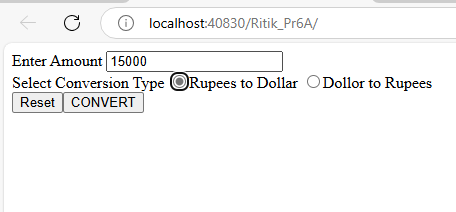 localhost:40830/Ritik_Pr6A/
Enter Amount 15000
Select Conversion Type Rupees to Dollar Dollor to Rupees
Reset CONVERT